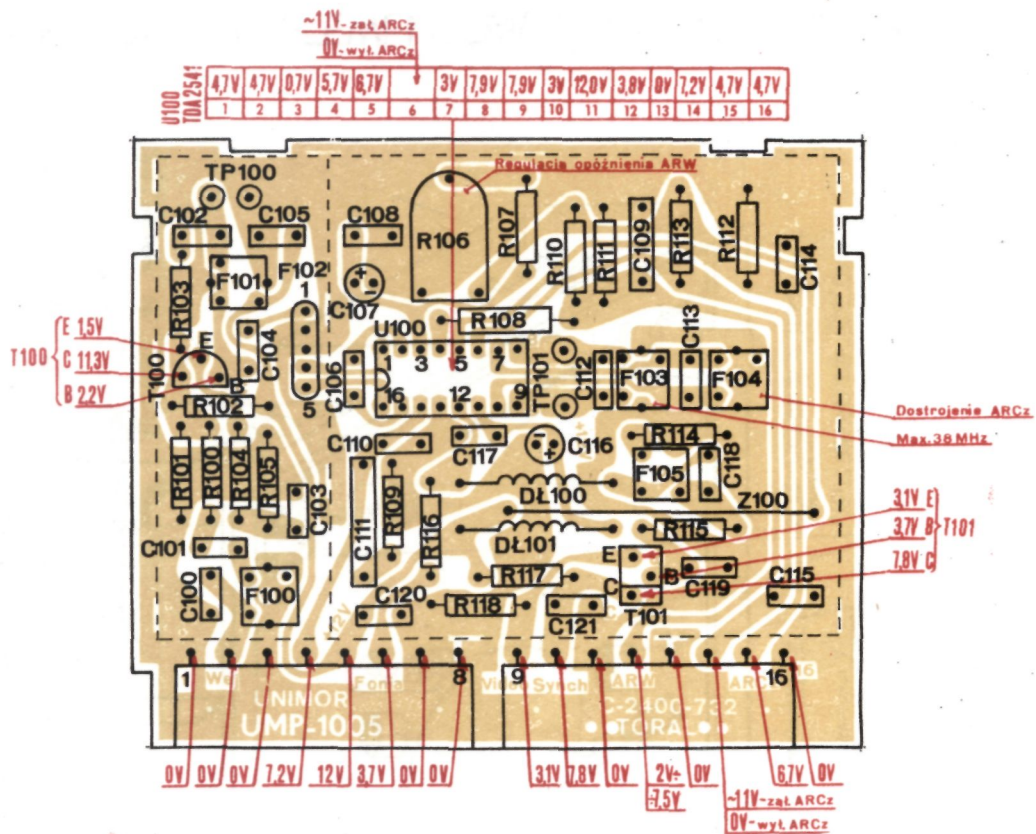 ~11V-zał. ARCz
0V-wył. ARCz
U100
TDA2541
4,7V 4,7V 0,7V 5,7V 6,7V 3V 7,9V 7,9V 3V 12,0V 3,8V 0V 7,2V 4,7V 4,7V
1 2 3 4 5 6 7 8 9 10 11 12 13 14 15 16
Regulacja opóźnienia ARW
TP100
C102 C105 C108 R106 R107 R110 R111 C109 R113 R112 C114
R103 F101 F102
1
C107
R108
C113
T100
E 1,5V
C 11,3V
B 2,2V
T100 E B
C104
5
C106
U100
1 3 5 7
16 12 9
TP101
C112 F103 F104
Dostrojenie ARCz
Max. 38 MHz
R102
C110 C117 C116 R114
R101 R100 R104 R105
C103
C111 R109 R116
DŁ100
F105 C118
Z100
DŁ101
R115
3,1V E
3,7V B
7,8V C
T101
C101
E B C
R117
C119
C115
C100 F100
C120
R118
C121
T101
12V
1 8 9 16
We Fonia Video Synch ARW ARCz 16
UNIMOR
UMP-1005
C-2400-732
TORAL
0V 0V 0V 7,2V 12V 3,7V 0V 0V 3,1V 7,8V 0V 2V÷ 0V 6,7V 0V
÷7,5V
~11V-zał. ARCz
0V-wył. ARCz